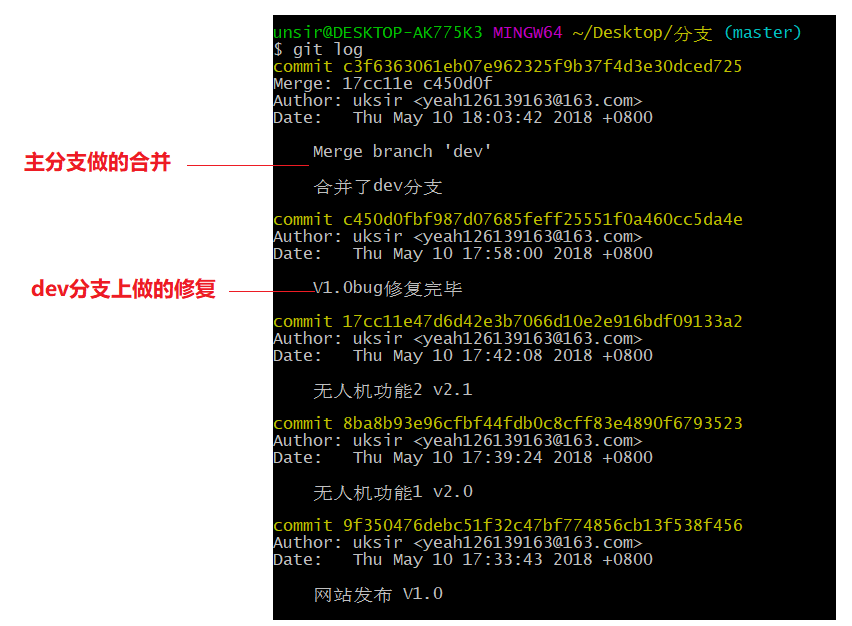 unsir@DESKTOP-AK775K3 MINGW64 ~/Desktop/分支 (master)
$ git log
commit c3f6363061eb07e962325f9b37f4d3e30dced725
Merge: 17cc11e c450d0f
Author: uksir <yeah126139163@163.com>
Date:   Thu May 10 18:03:42 2018 +0800
Merge branch 'dev'
主分支做的合并
合并了dev分支
commit c450d0fbf987d07685feff25551f0a460cc5da4e
Author: uksir <yeah126139163@163.com>
Date:   Thu May 10 17:58:00 2018 +0800
dev分支上做的修复
V1.0bug修复完毕
commit 17cc11e47d6d42e3b7066d10e2e916bdf09133a2
Author: uksir <yeah126139163@163.com>
Date:   Thu May 10 17:42:08 2018 +0800
无人机功能2 v2.1
commit 8ba8b93e96cfbf44fdb0c8cff83e4890f6793523
Author: uksir <yeah126139163@163.com>
Date:   Thu May 10 17:39:24 2018 +0800
无人机功能1 v2.0
commit 9f350476debc51f32c47bf774856cb13f538f456
Author: uksir <yeah126139163@163.com>
Date:   Thu May 10 17:33:43 2018 +0800
网站发布 V1.0